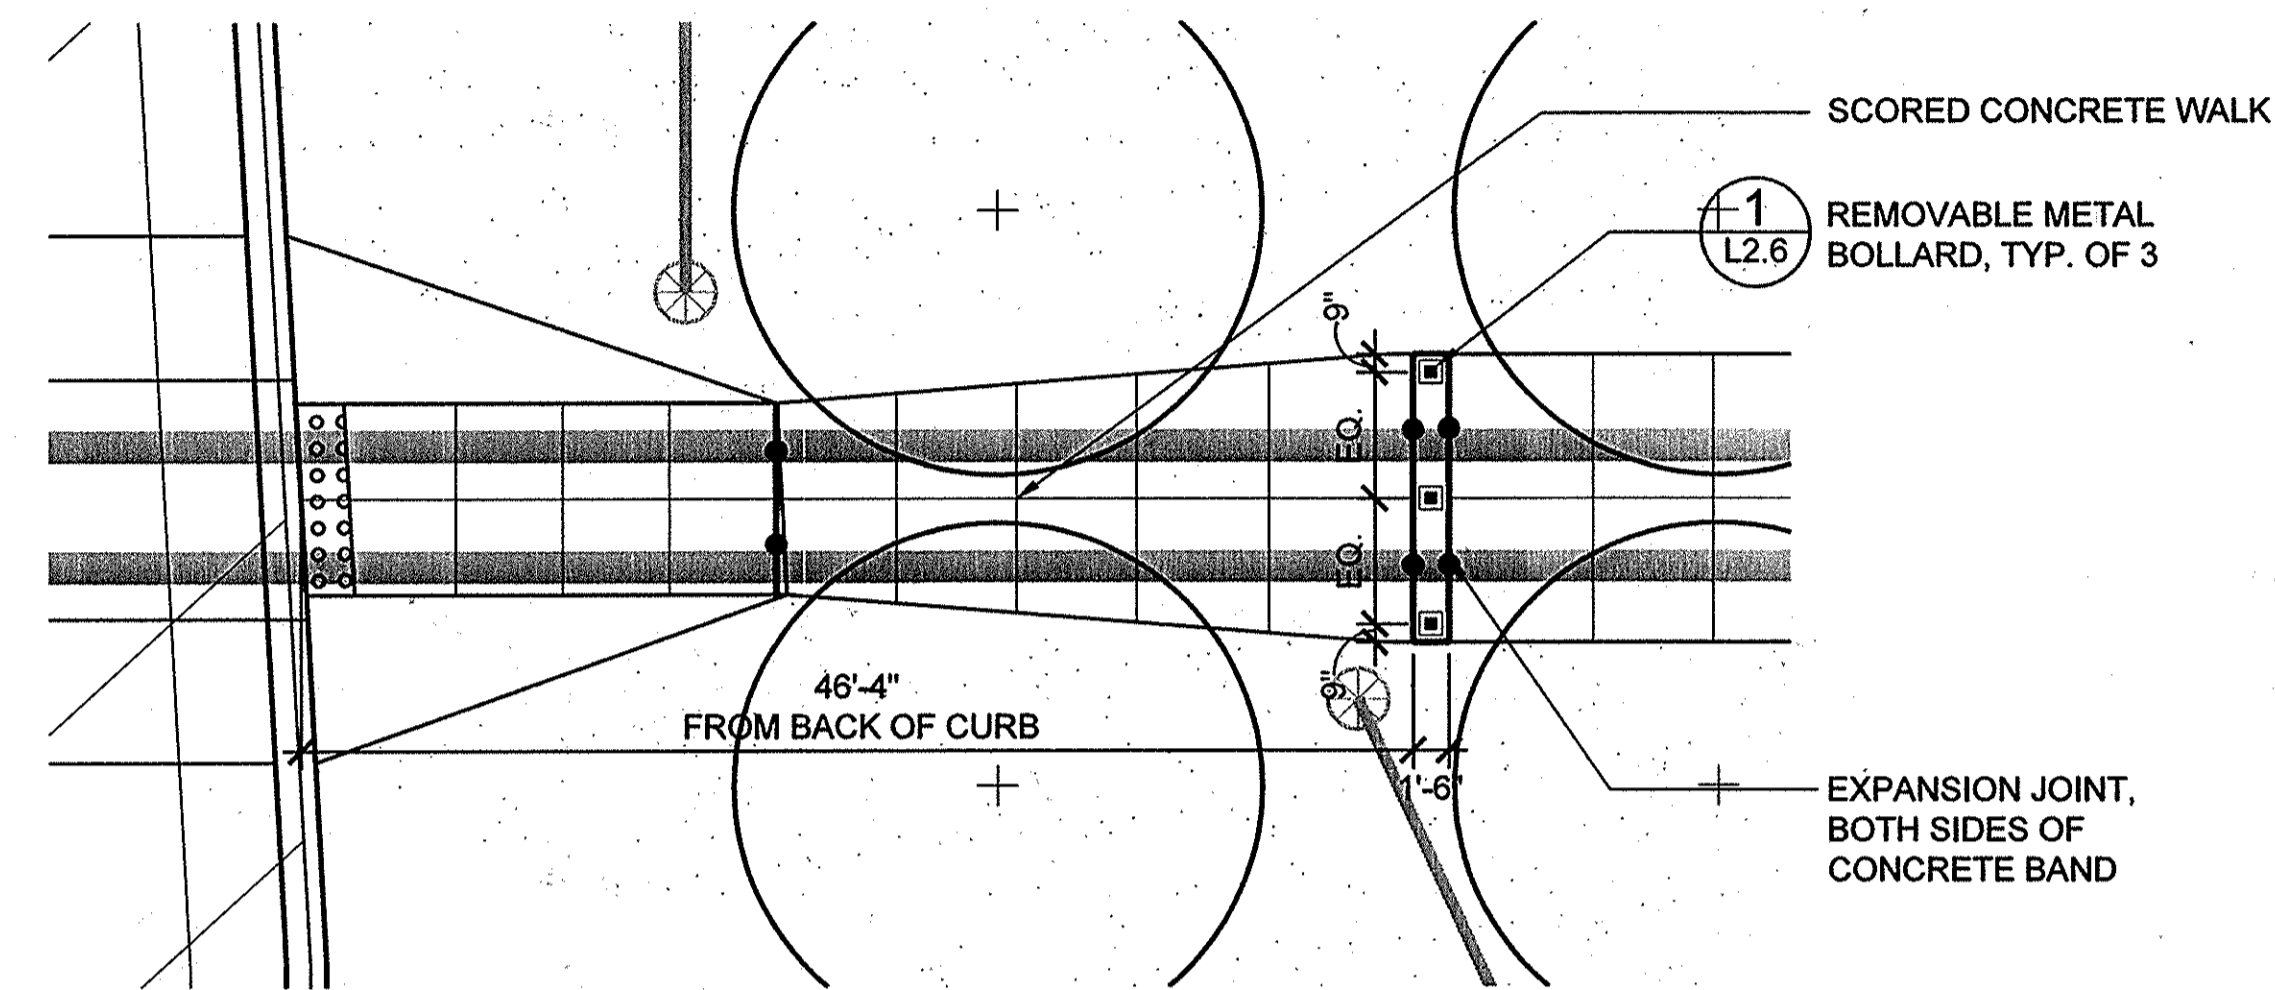 SCORED CONCRETE WALK
1
L2.6
REMOVABLE METAL
BOLLARD, TYP. OF 3
9"
EQ.
EQ.
9"
46'-4"
FROM BACK OF CURB
1'-6"
EXPANSION JOINT,
BOTH SIDES OF
CONCRETE BAND